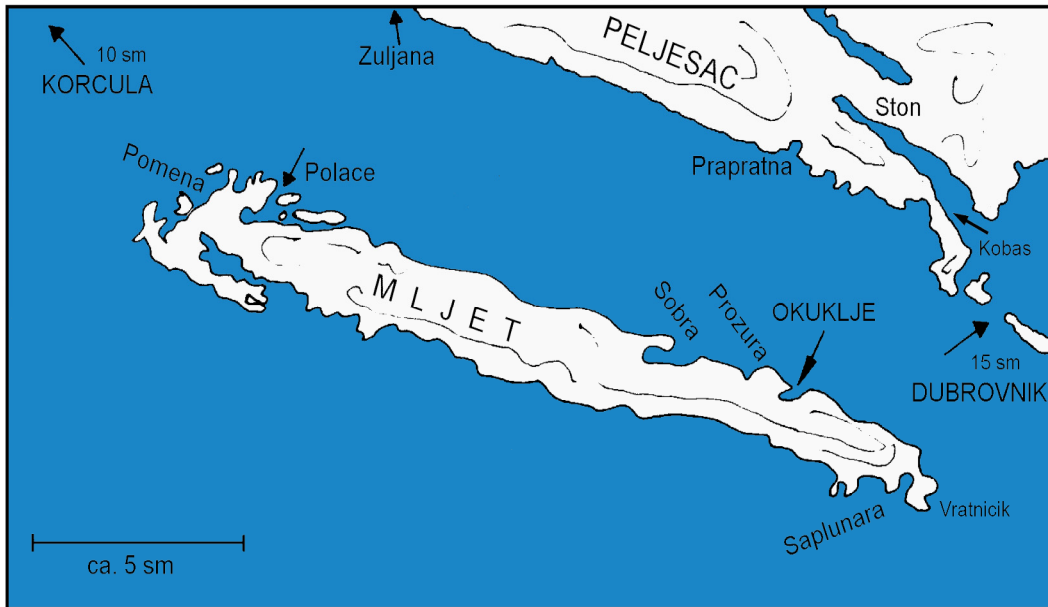 10 sm
KORCULA
Zuljana
PELJESAC
Ston
Pomena
Polace
Prapratna
Kobas
MLJET
Sobra
Prozura
OKUKLJE
15 sm
DUBROVNIK
Saplunara
Vratnicik
ca. 5 sm